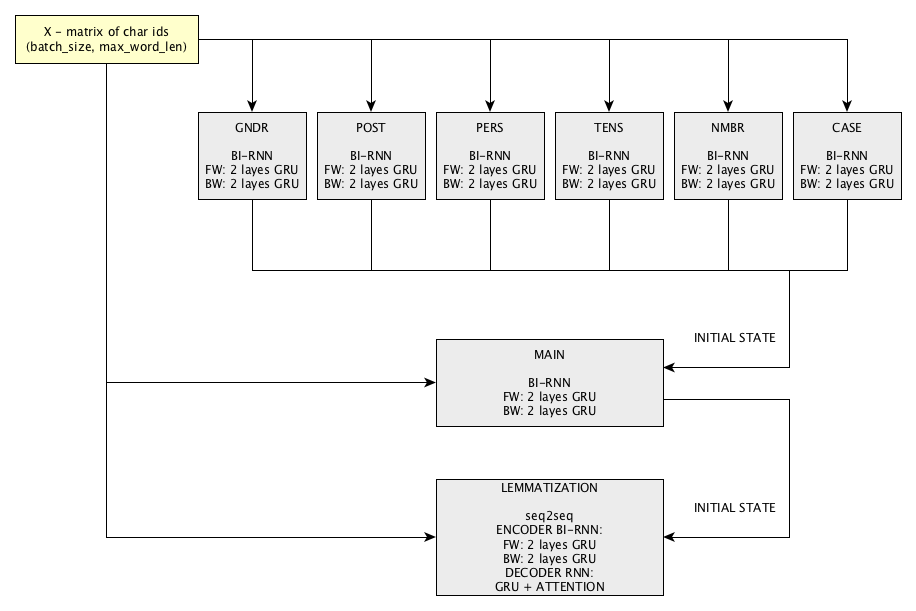 X - matrix of char ids
(batch_size, max_word_len)
GNDR
BI-RNN
FW: 2 layes GRU
BW: 2 layes GRU
POST
BI-RNN
FW: 2 layes GRU
BW: 2 layes GRU
PERS
BI-RNN
FW: 2 layes GRU
BW: 2 layes GRU
TENS
BI-RNN
FW: 2 layes GRU
BW: 2 layes GRU
NMBR
BI-RNN
FW: 2 layes GRU
BW: 2 layes GRU
CASE
BI-RNN
FW: 2 layes GRU
BW: 2 layes GRU
INITIAL STATE
MAIN
BI-RNN
FW: 2 layes GRU
BW: 2 layes GRU
INITIAL STATE
LEMMATIZATION
seq2seq
ENCODER BI-RNN:
FW: 2 layes GRU
BW: 2 layes GRU
DECODER RNN:
GRU + ATTENTION